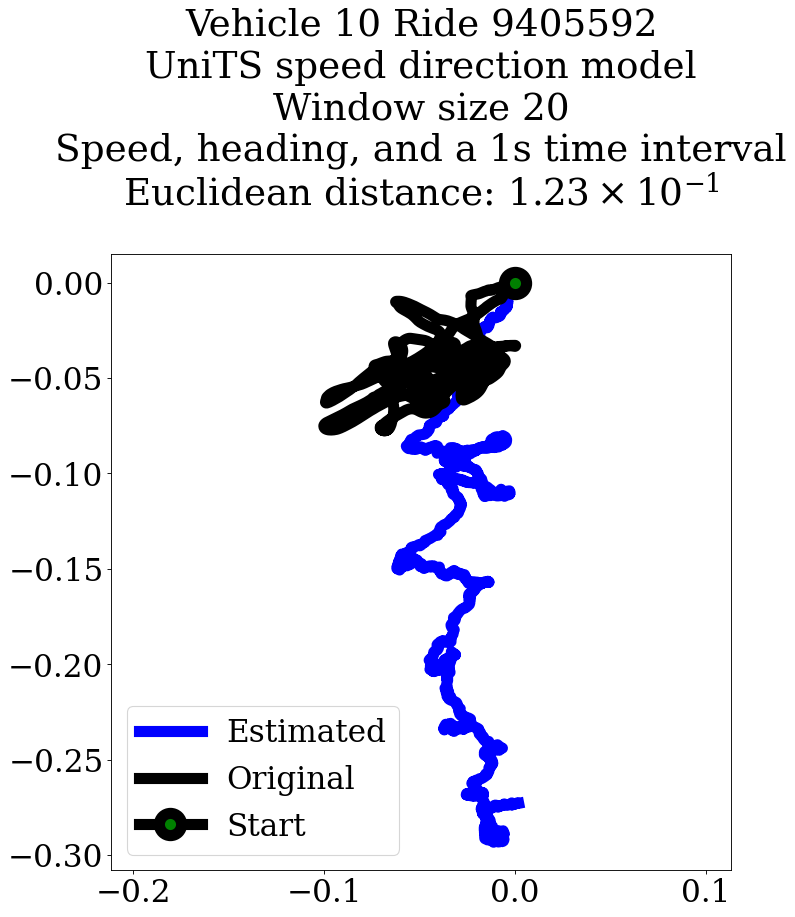 Vehicle 10 Ride 9405592
UniTS speed direction model
Window size 20
Speed, heading, and a 1s time interval
Euclidean distance: 1.23 × 10⁻¹
0.00
−0.05
−0.10
−0.15
−0.20
−0.25
−0.30
Estimated
Original
Start
−0.2
−0.1
0.0
0.1